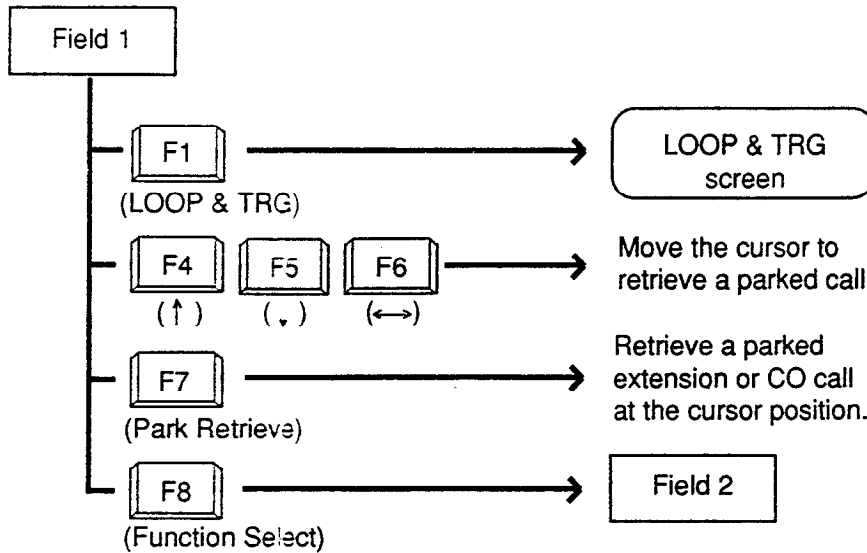 Field 1
F1
(LOOP & TRG)
LOOP & TRG
screen
F4 F5 F6
(↑) (↓) (↔)
Move the cursor to
retrieve a parked call
F7
(Park Retrieve)
Retrieve a parked
extension or CO call
at the cursor position.
F8
(Function Select)
Field 2